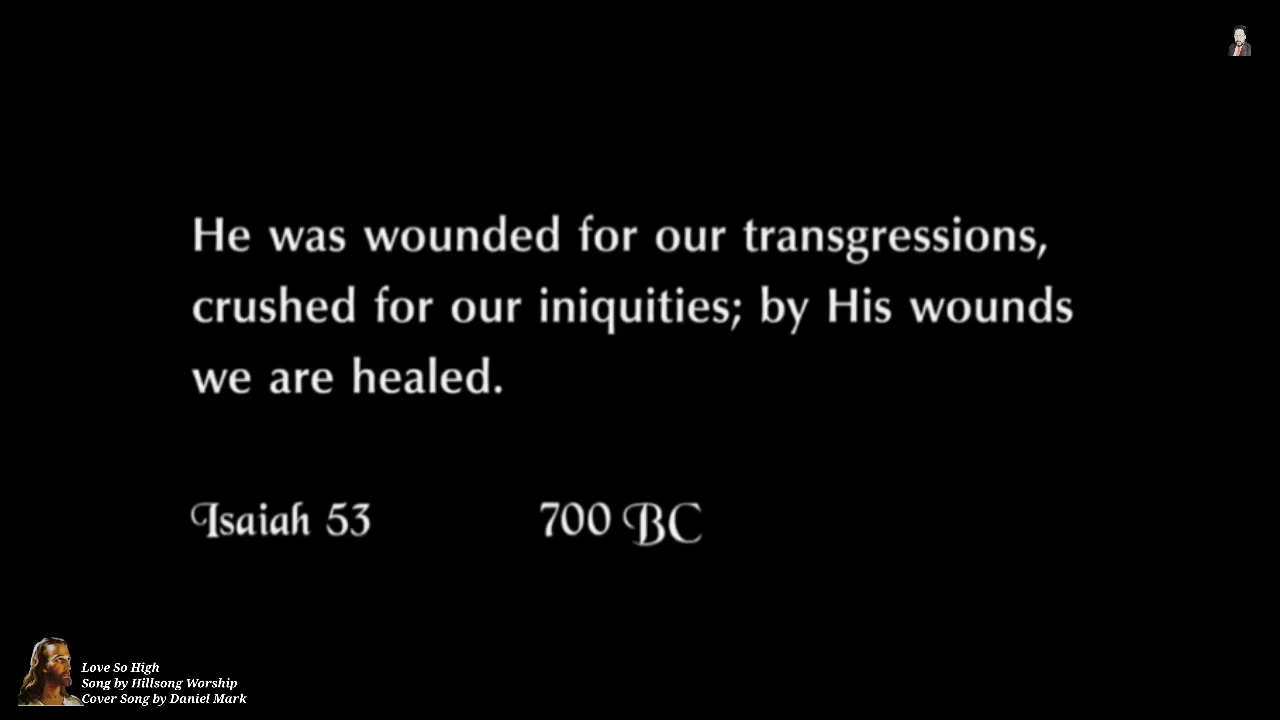 He was wounded for our transgressions,
crushed for our iniquities; by His wounds
we are healed.
Isaiah 53 700 BC
Love So High
Song by Hillsong Worship
Cover Song by Daniel Mark